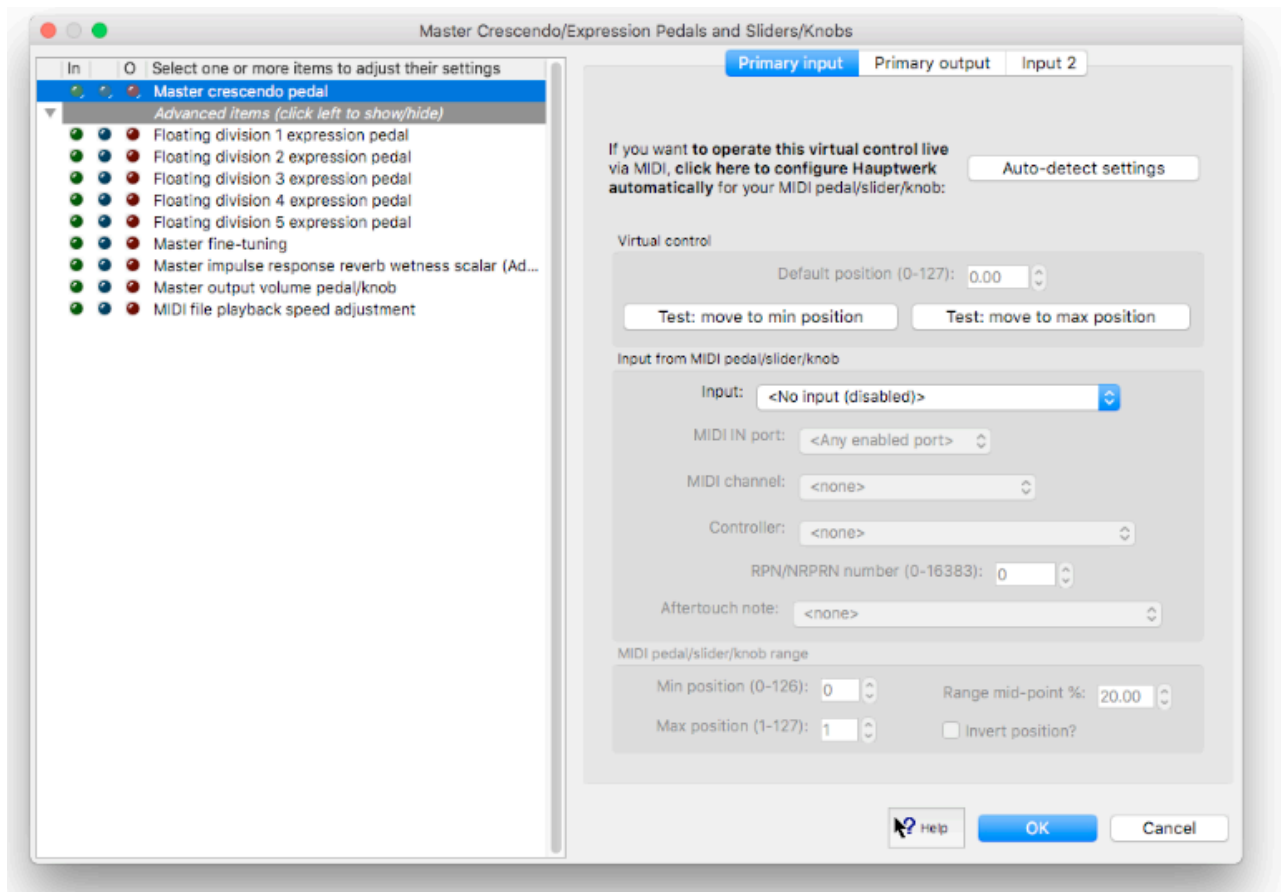 Master Crescendo/Expression Pedals and Sliders/Knobs
In O Select one or more items to adjust their settings
Master crescendo pedal
Advanced items (click left to show/hide)
Floating division 1 expression pedal
Floating division 2 expression pedal
Floating division 3 expression pedal
Floating division 4 expression pedal
Floating division 5 expression pedal
Master fine-tuning
Master impulse response reverb wetness scalar (Ad...
Master output volume pedal/knob
MIDI file playback speed adjustment
Primary input Primary output Input 2
If you want to operate this virtual control live
via MIDI, click here to configure Hauptwerk
automatically for your MIDI pedal/slider/knob:
Auto-detect settings
Virtual control
Default position (0-127): 0.00
Test: move to min position Test: move to max position
Input from MIDI pedal/slider/knob
Input: <No input (disabled)>
MIDI IN port: <Any enabled port>
MIDI channel: <none>
Controller: <none>
RPN/NRPRN number (0-16383): 0
Aftertouch note: <none>
MIDI pedal/slider/knob range
Min position (0-126): 0 Range mid-point %: 20.00
Max position (1-127): 1 Invert position?
? Help OK Cancel